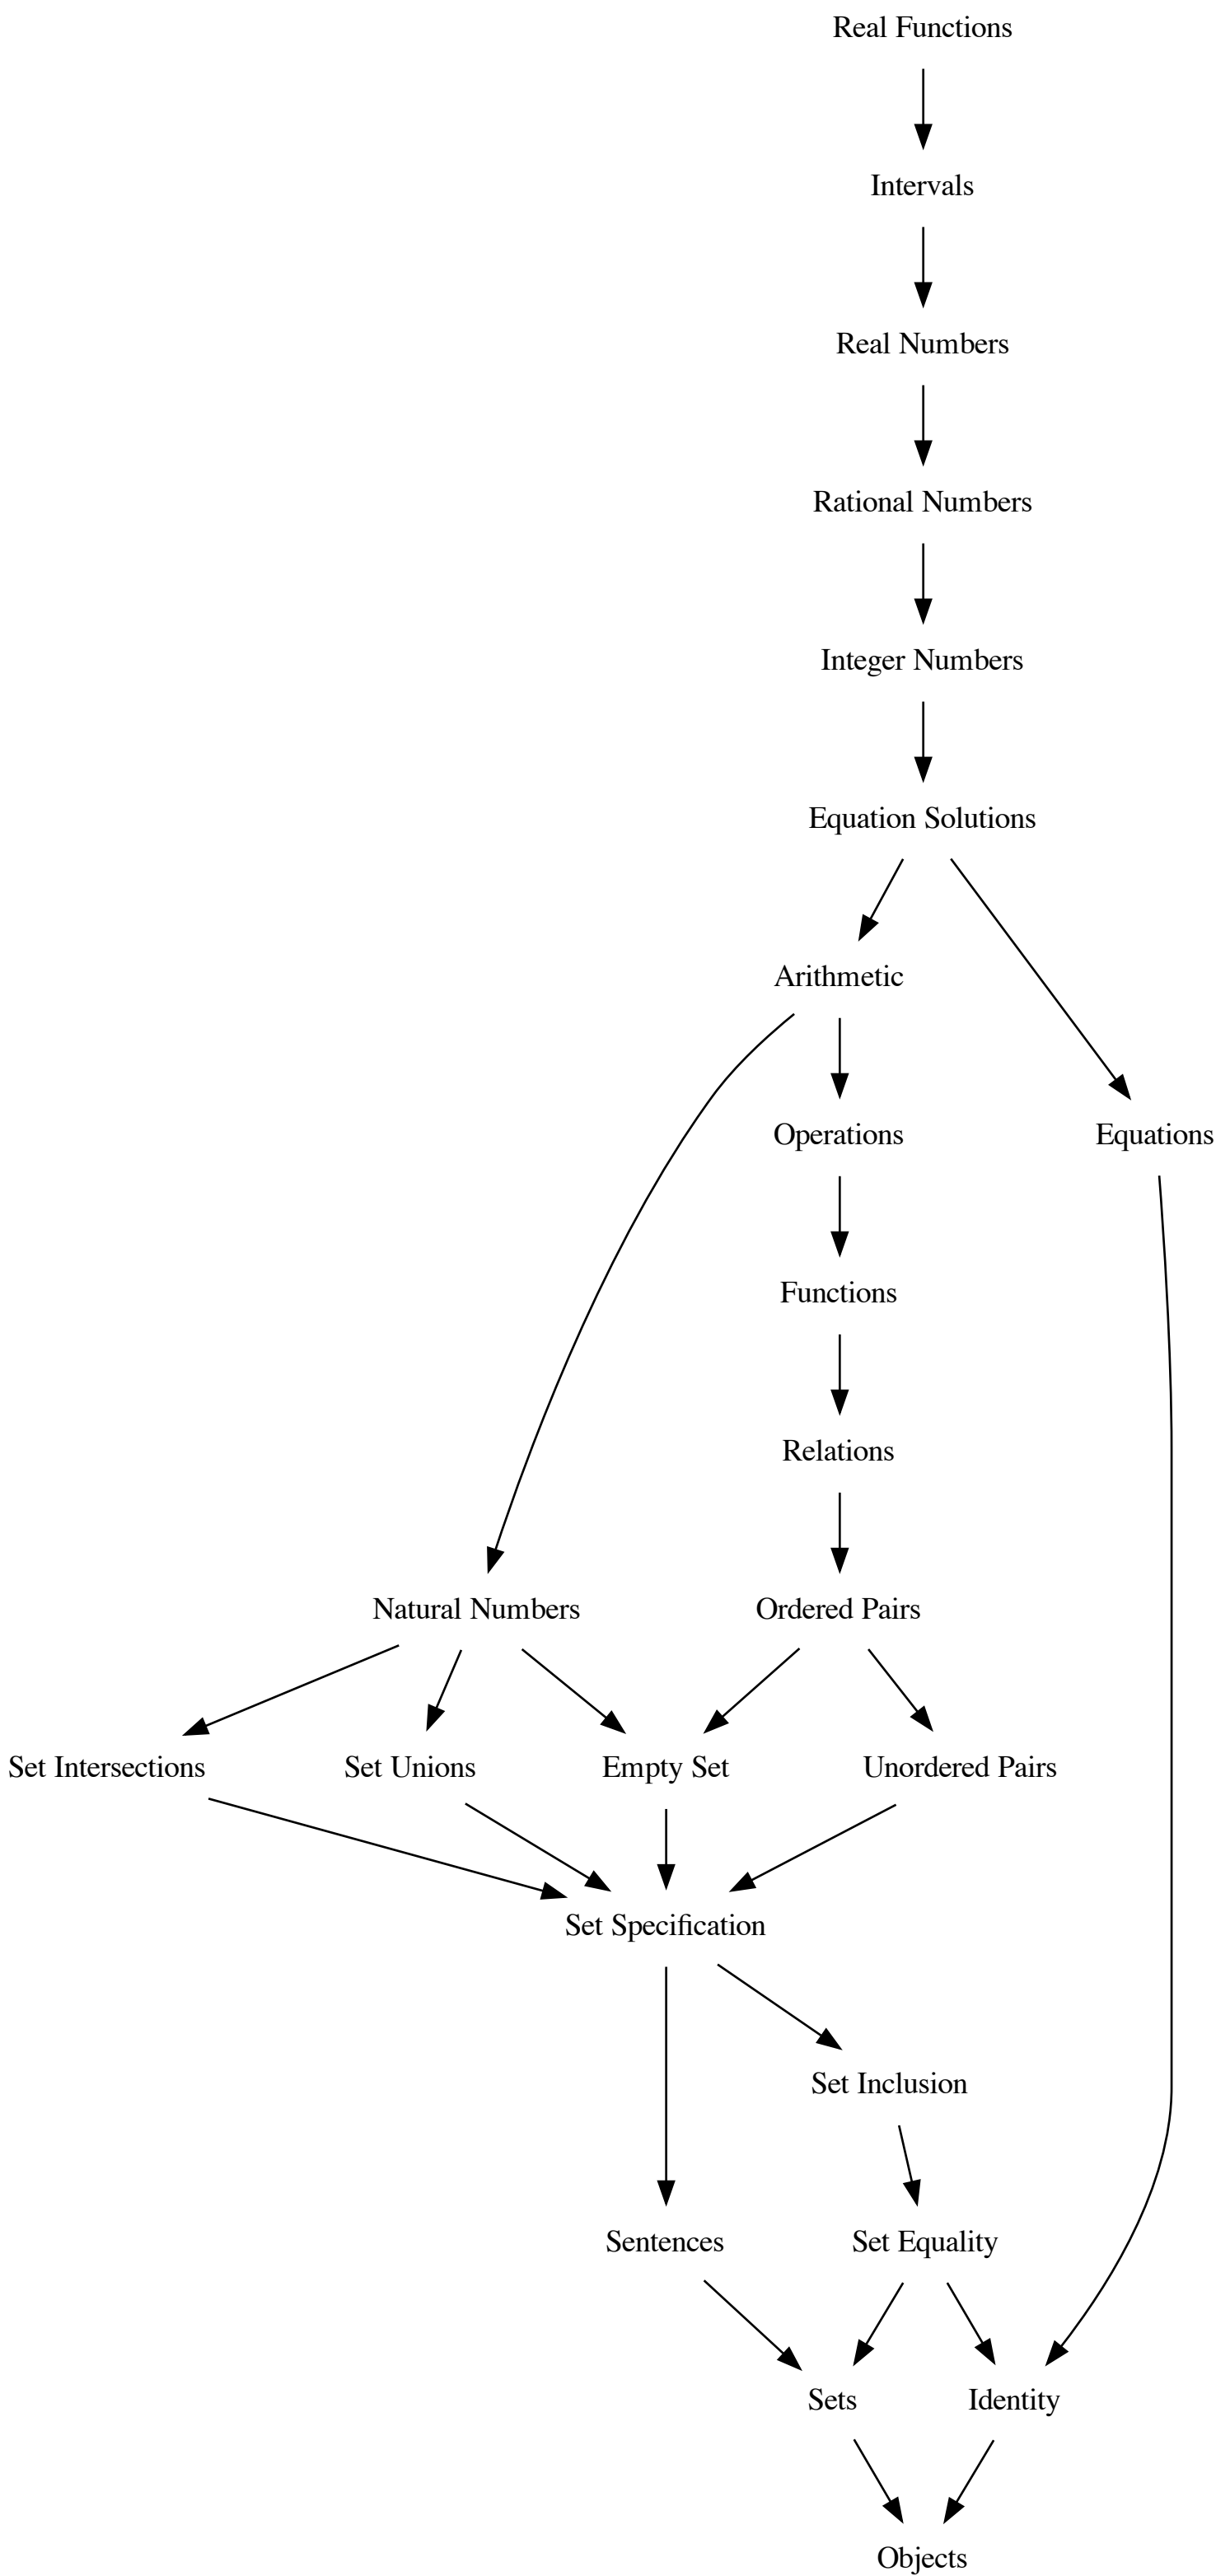 Real Functions
Intervals
Real Numbers
Rational Numbers
Integer Numbers
Equation Solutions
Arithmetic
Operations
Equations
Functions
Relations
Natural Numbers
Ordered Pairs
Set Intersections
Set Unions
Empty Set
Unordered Pairs
Set Specification
Set Inclusion
Sentences
Set Equality
Sets
Identity
Objects